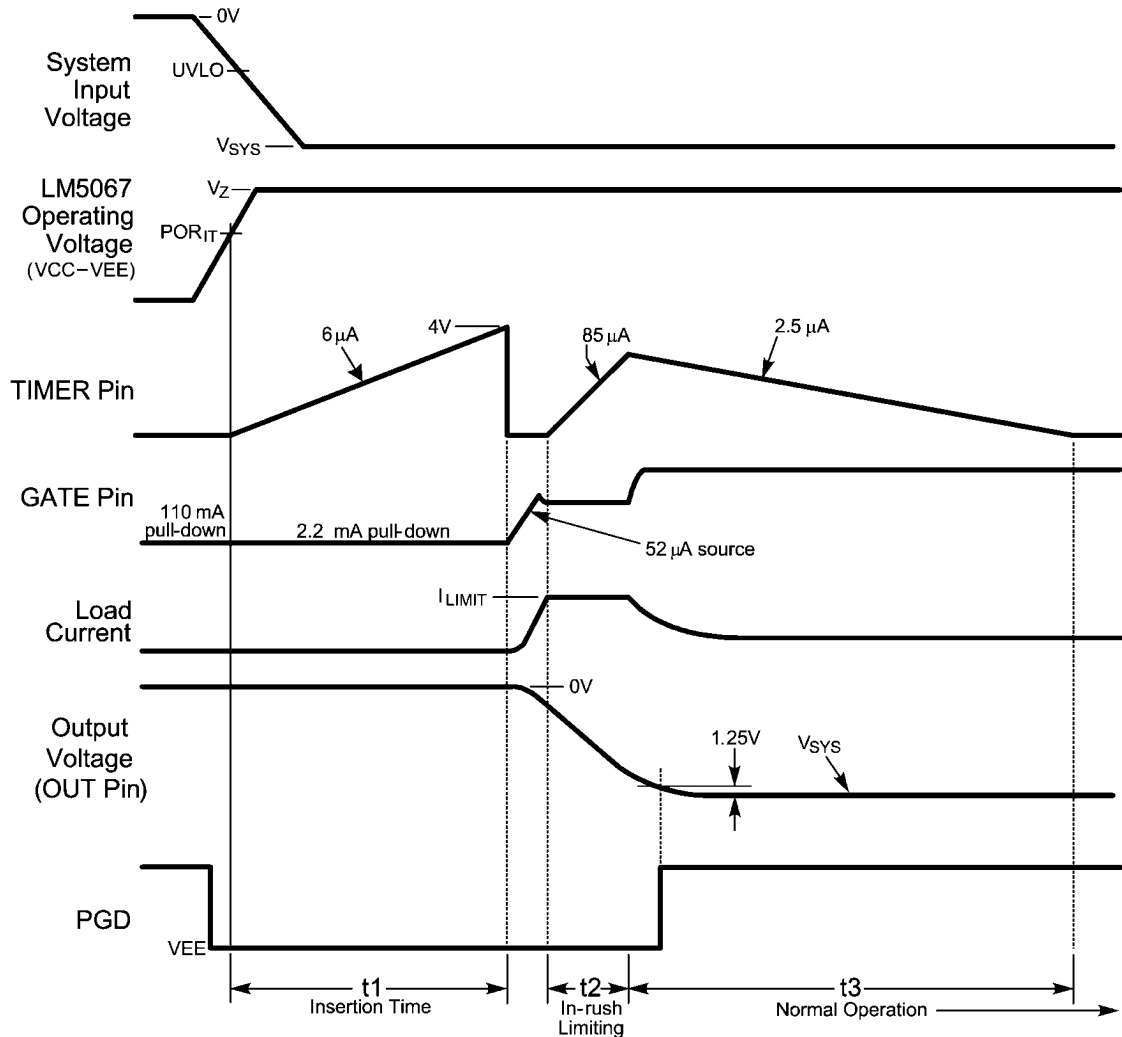 0V
System
Input
Voltage
UVLO
VSYS
LM5067
Operating
Voltage
(VCC-VEE)
VZ
PORIT
TIMER Pin
6 µA
4V
85 µA
2.5 µA
GATE Pin
110 mA
pull-down
2.2 mA pull-down
52 µA source
Load
Current
I LIMIT
Output
Voltage
(OUT Pin)
0V
1.25V
VSYS
PGD
VEE
t1
Insertion Time
t2
In-rush
Limiting
t3
Normal Operation